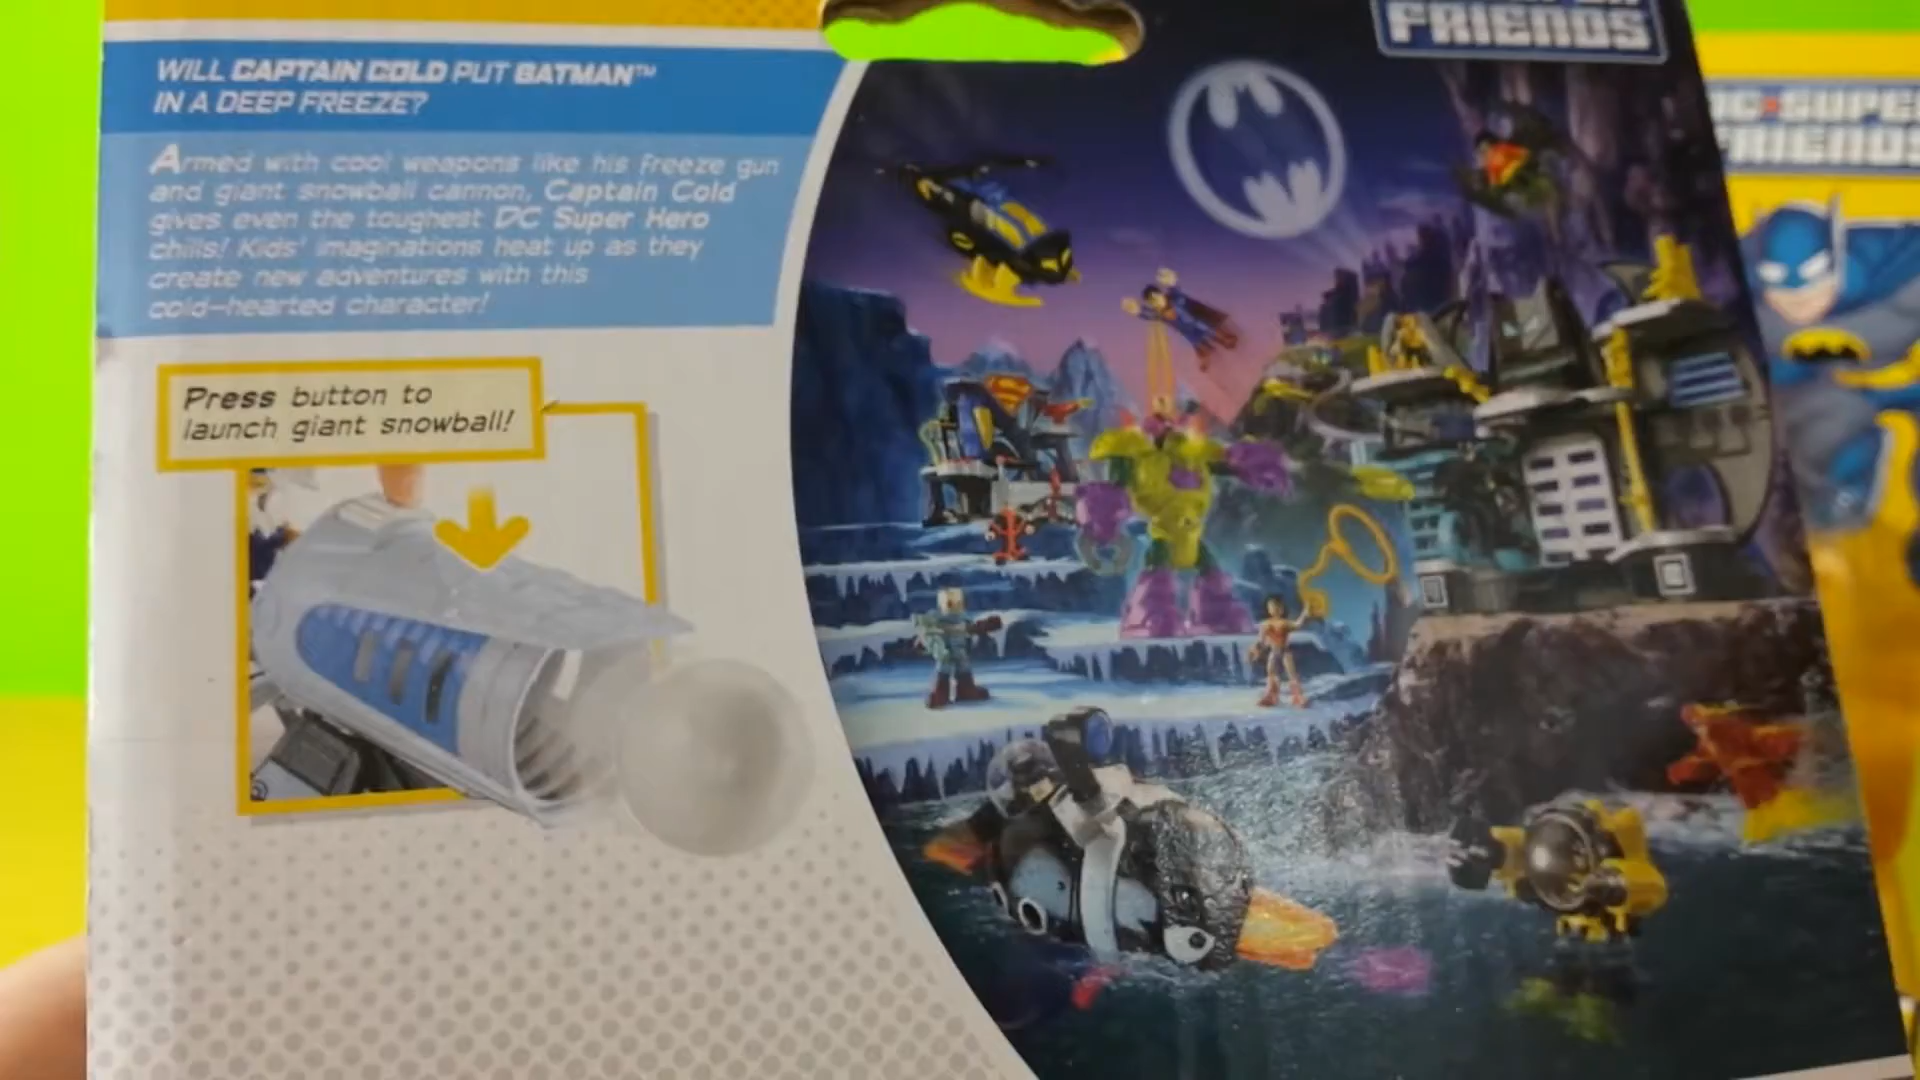 WILL CAPTAIN COLD PUT BATMAN™
IN A DEEP FREEZE?
Armed with cool weapons like his freeze gun
and giant snowball cannon, Captain Cold
gives even the toughest DC Super Hero
chills! Kids' imaginations heat up as they
create new adventures with this
cold-hearted character!
Press button to
launch giant snowball!
FRIENDS